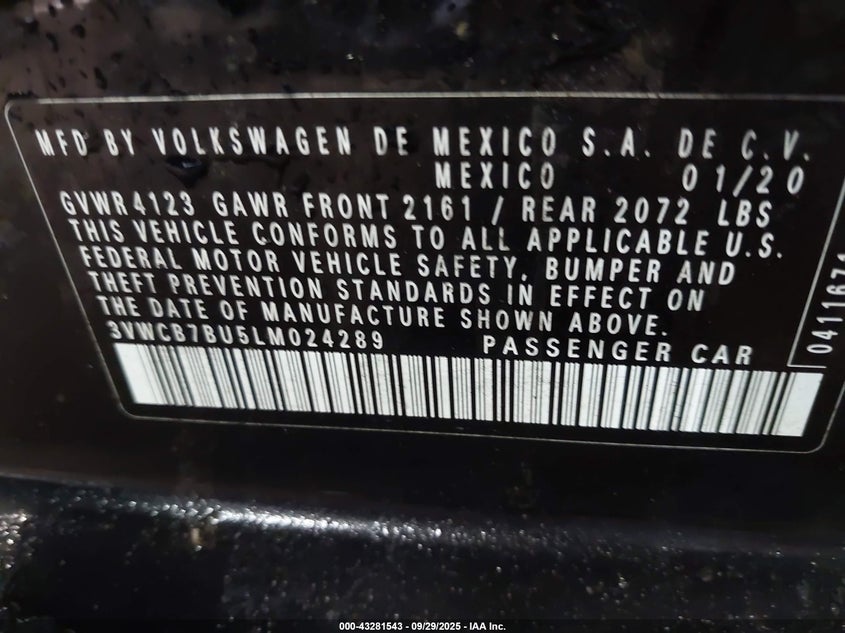 MFD BY VOLKSWAGEN DE MEXICO S.A. DE C.V.
MEXICO 01/20
GVWR4123 GAWR FRONT 2161 / REAR 2072 LBS
THIS VEHICLE CONFORMS TO ALL APPLICABLE U.S.
FEDERAL MOTOR VEHICLE SAFETY, BUMPER AND
THEFT PREVENTION STANDARDS IN EFFECT ON
THE DATE OF MANUFACTURE SHOWN ABOVE.
3VWCB7BU5LM024289 PASSENGER CAR
000-43281543 - 09/29/2025 - IAA Inc.